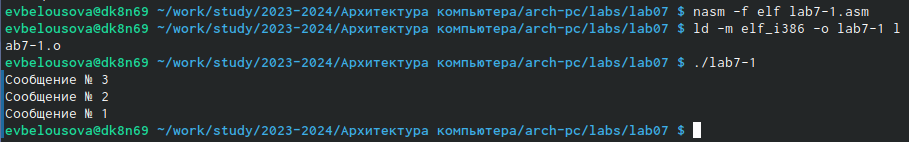 evbelousova@dk8n69 ~/work/study/2023-2024/Архитектура компьютера/arch-pc/labs/lab07 $ nasm -f elf lab7-1.asm
evbelousova@dk8n69 ~/work/study/2023-2024/Архитектура компьютера/arch-pc/labs/lab07 $ ld -m elf_i386 -o lab7-1 l
ab7-1.o
evbelousova@dk8n69 ~/work/study/2023-2024/Архитектура компьютера/arch-pc/labs/lab07 $ ./lab7-1
Сообщение № 3
Сообщение № 2
Сообщение № 1
evbelousova@dk8n69 ~/work/study/2023-2024/Архитектура компьютера/arch-pc/labs/lab07 $